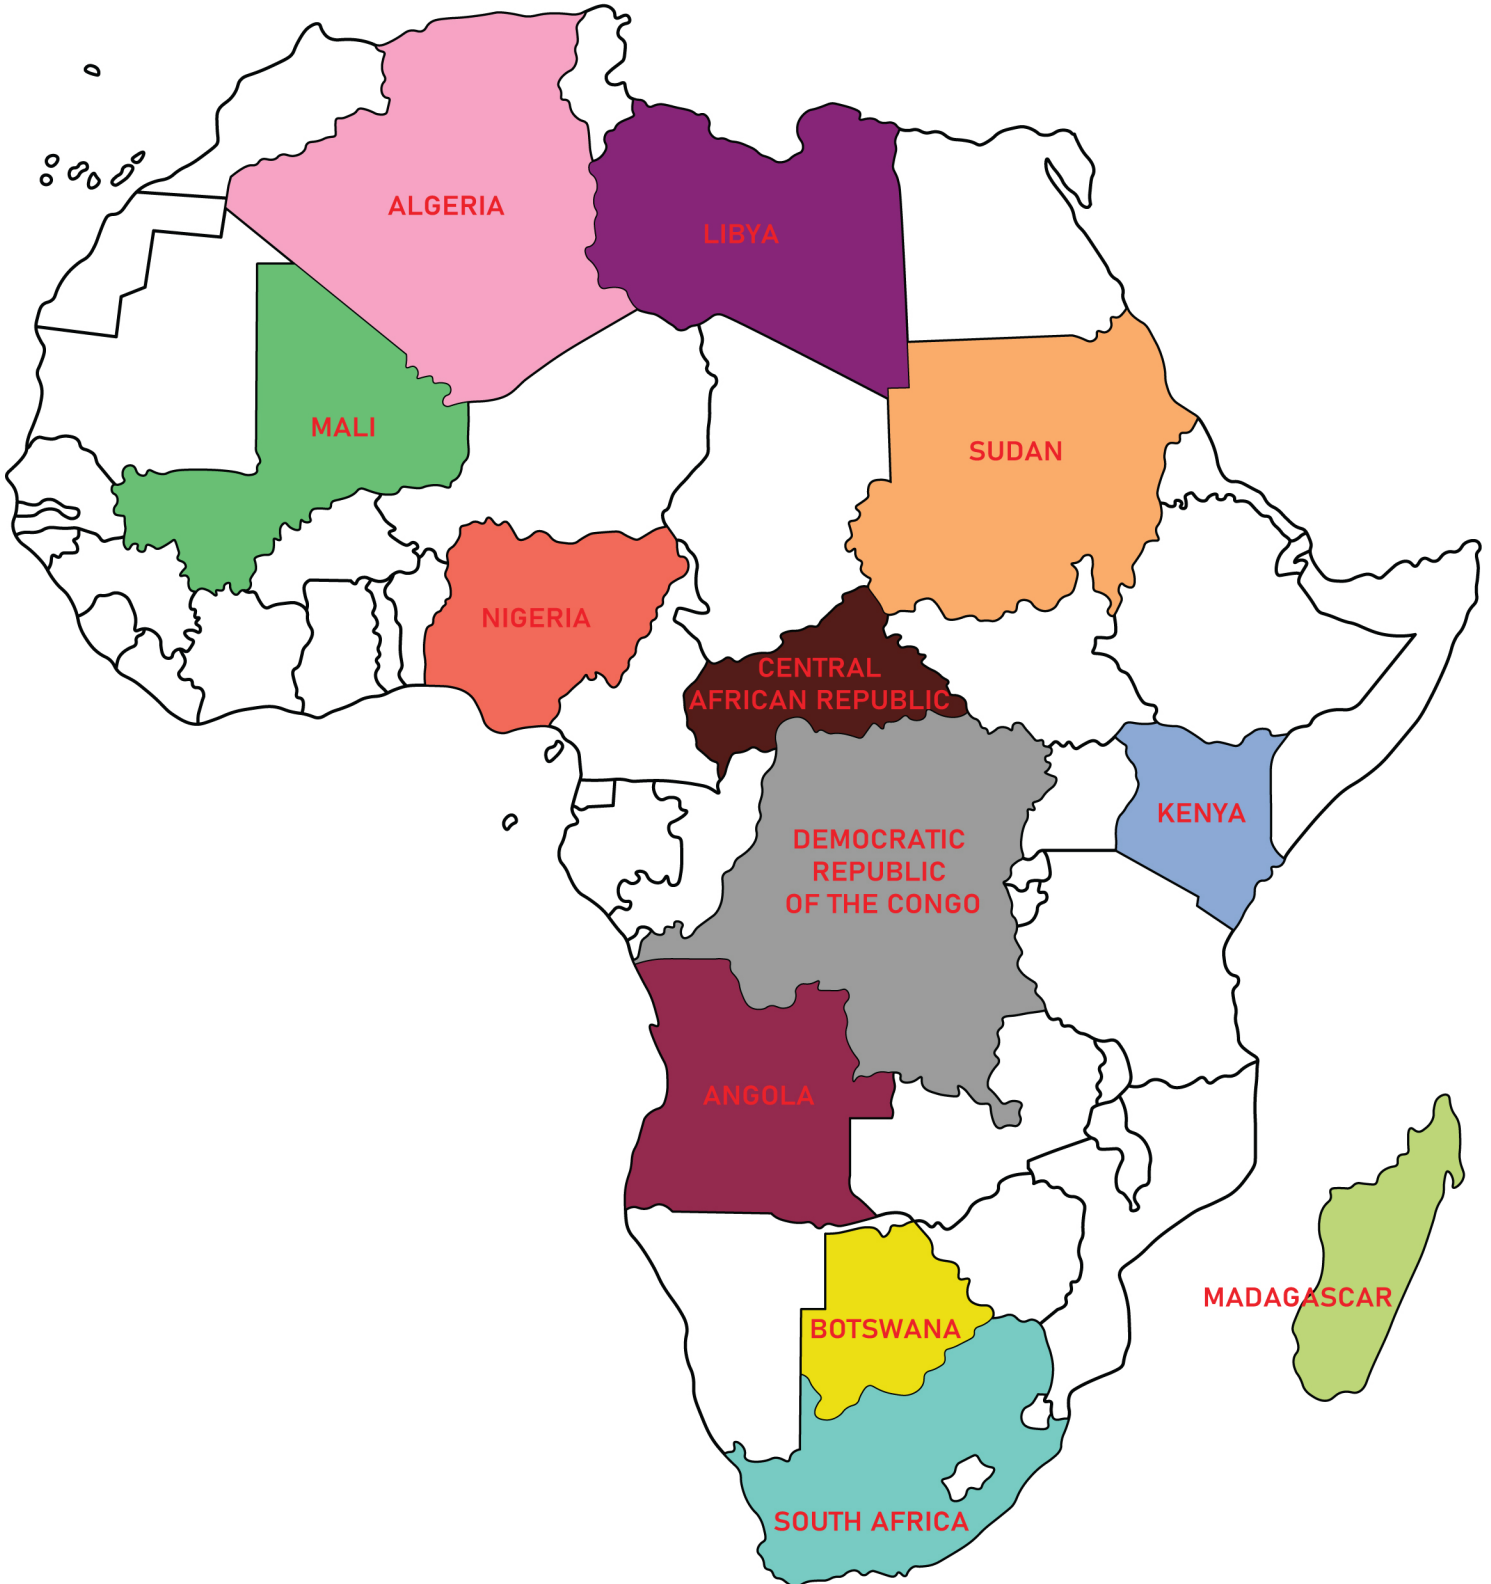 ALGERIA
LIBYA
MALI
SUDAN
NIGERIA
CENTRAL
AFRICAN REPUBLIC
KENYA
DEMOCRATIC
REPUBLIC
OF THE CONGO
ANGOLA
MADAGASCAR
BOTSWANA
SOUTH AFRICA